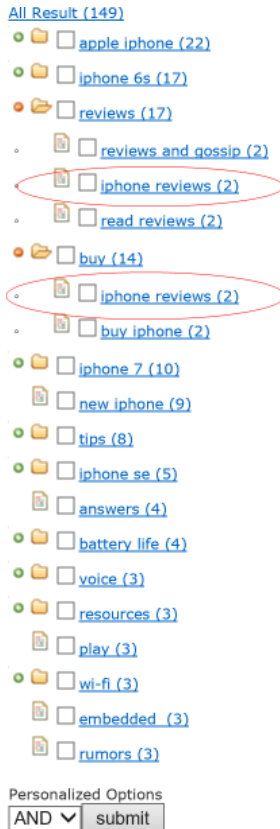 All Result (149)
apple iphone (22)
iphone 6s (17)
reviews (17)
reviews and gossip (2)
iphone reviews (2)
read reviews (2)
buy (14)
iphone reviews (2)
buy iphone (2)
iphone 7 (10)
new iphone (9)
tips (8)
iphone se (5)
answers (4)
battery life (4)
voice (3)
resources (3)
play (3)
wi-fi (3)
embedded (3)
rumors (3)
Personalized Options
AND submit